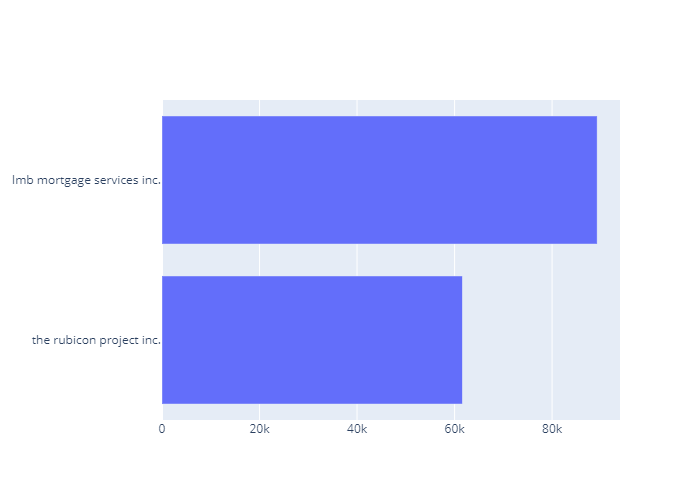 lmb mortgage services inc.
the rubicon project inc.
0 20k 40k 60k 80k